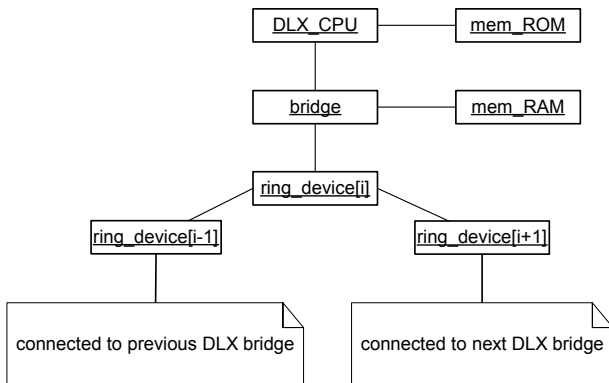 DLX_CPU
mem_ROM
bridge
mem_RAM
ring_device[i]
ring_device[i-1]
ring_device[i+1]
connected to previous DLX bridge
connected to next DLX bridge